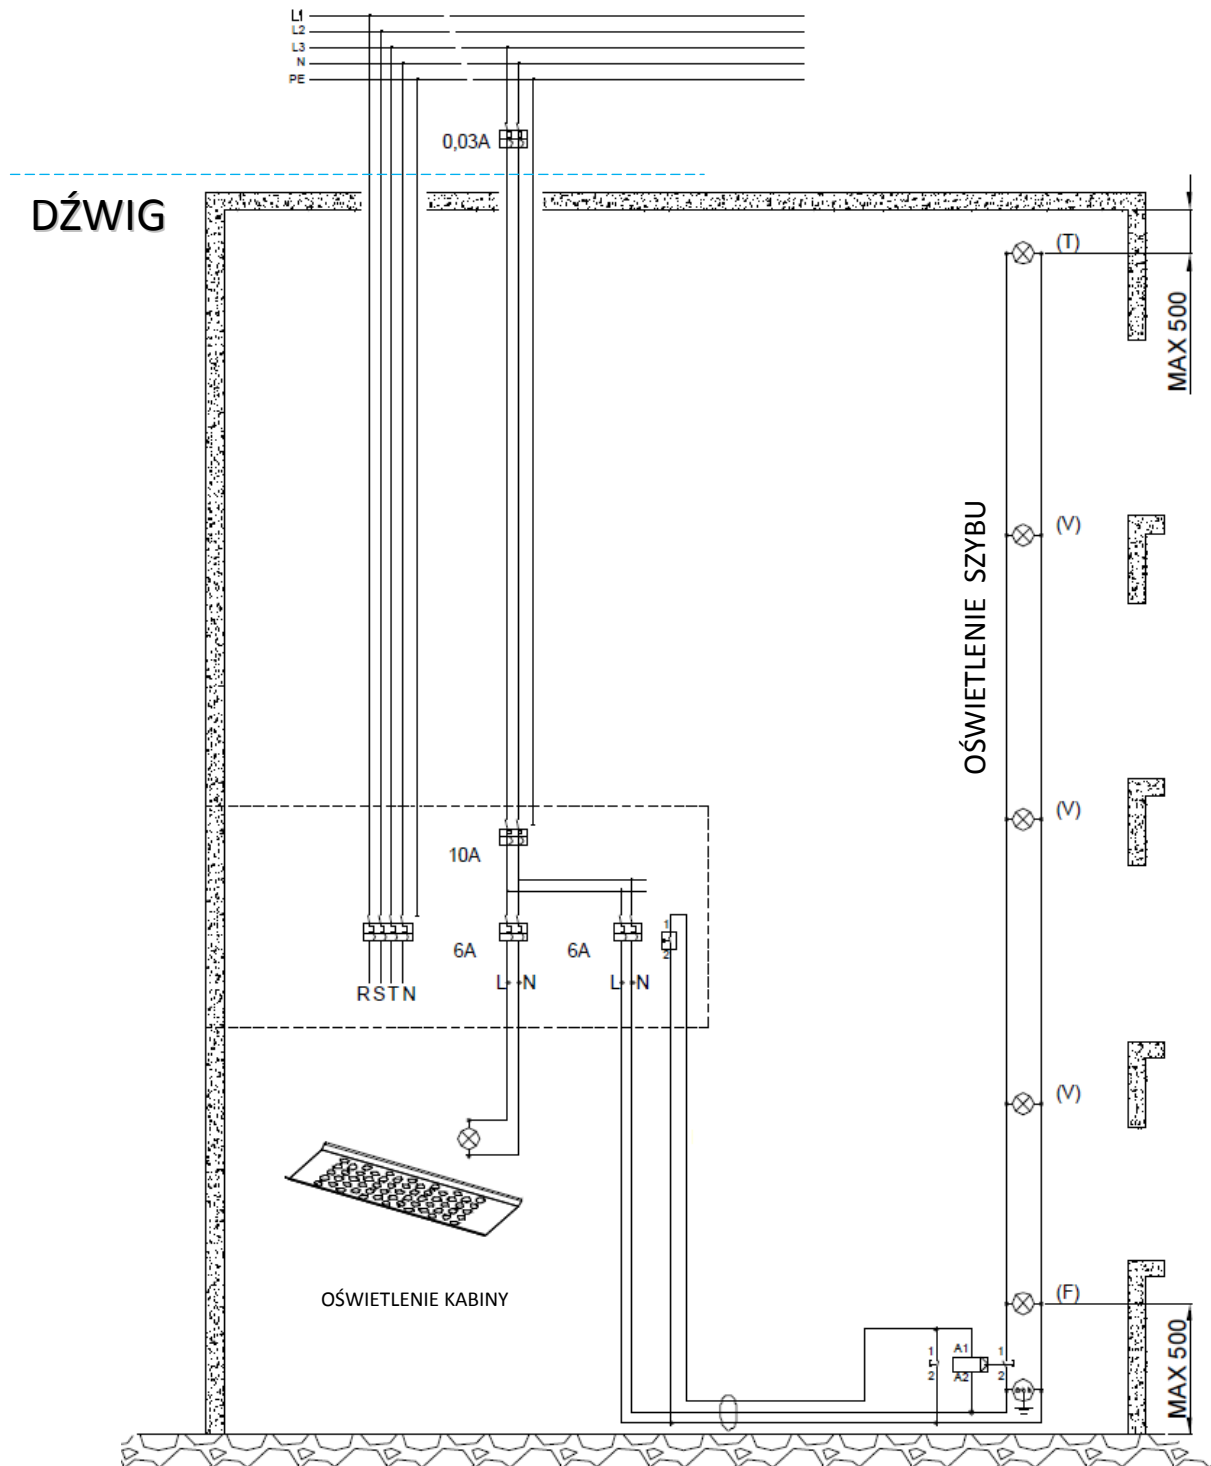 L1
L2
L3
N
PE
0,03A
DŹWIG
(T)
MAX 500
(V)
OŚWIETLENIE SZYBU
(V)
10A
6A
6A
1
2
RSTN
L N
L N
(V)
OŚWIETLENIE KABINY
(F)
MAX 500
1
2
A1
A2
1
2